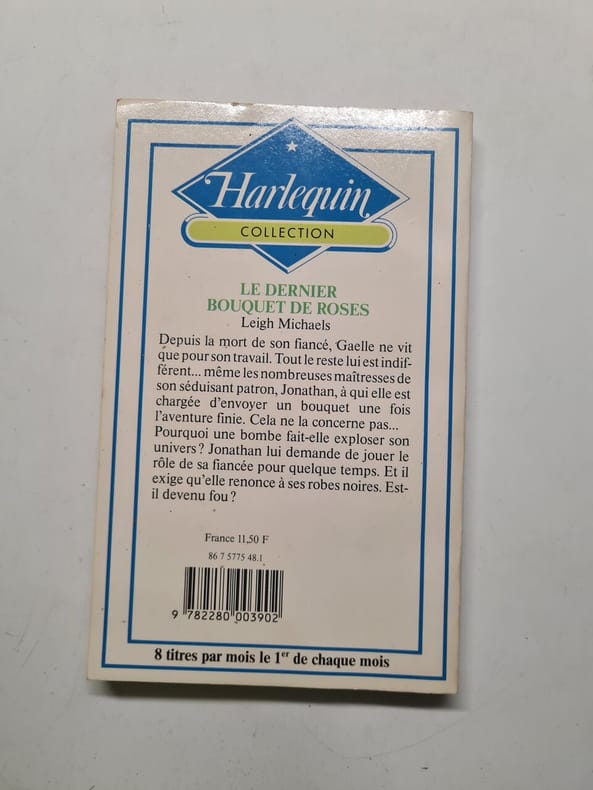 Harlequin
COLLECTION
LE DERNIER
BOUQUET DE ROSES
Leigh Michaels
Depuis la mort de son fiancé, Gaelle ne vit
que pour son travail. Tout le reste lui est indif-
férent... même les nombreuses maîtresses de
son séduisant patron, Jonathan, à qui elle est
chargée d'envoyer un bouquet une fois
l'aventure finie. Cela ne la concerne pas...
Pourquoi une bombe fait-elle exploser son
univers ? Jonathan lui demande de jouer le
rôle de sa fiancée pour quelque temps. Et il
exige qu'elle renonce à ses robes noires. Est-
il devenu fou ?
France 11,50 F
86 7 5775 48.1
9 782280 003902
8 titres par mois le 1er de chaque mois